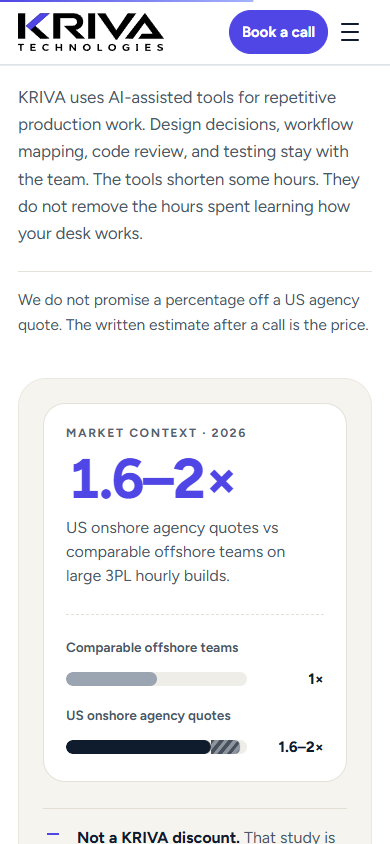 KRIVA
TECHNOLOGIES
Book a call
KRIVA uses AI-assisted tools for repetitive
production work. Design decisions, workflow
mapping, code review, and testing stay with
the team. The tools shorten some hours. They
do not remove the hours spent learning how
your desk works.
We do not promise a percentage off a US agency
quote. The written estimate after a call is the price.
MARKET CONTEXT · 2026
1.6–2×
US onshore agency quotes vs
comparable offshore teams on
large 3PL hourly builds.
Comparable offshore teams
1×
US onshore agency quotes
1.6–2×
Not a KRIVA discount. That study is